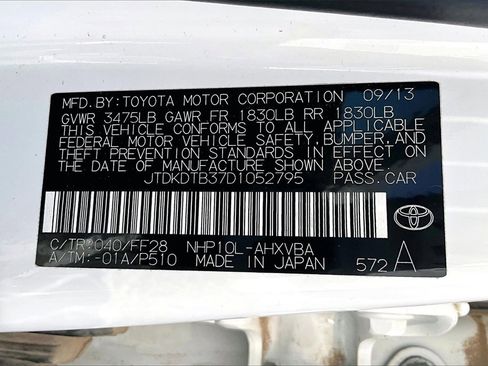 MFD.BY:TOYOTA MOTOR CORPORATION 09/13
GVWR 3475LB GAWR FR 1830LB RR 1830LB
THIS VEHICLE CONFORMS TO ALL APPLICABLE
FEDERAL MOTOR VEHICLE SAFETY, BUMPER, AND
THEFT PREVENTION STANDARDS IN EFFECT ON
THE DATE OF MANUFACTURE SHOWN ABOVE.
JTDKDTB37D1052795 PASS.CAR
C/TR:040/FF28 NHP10L-AHXVBA
A/TM:-01A/P510 MADE IN JAPAN 572 A
TOYOTA